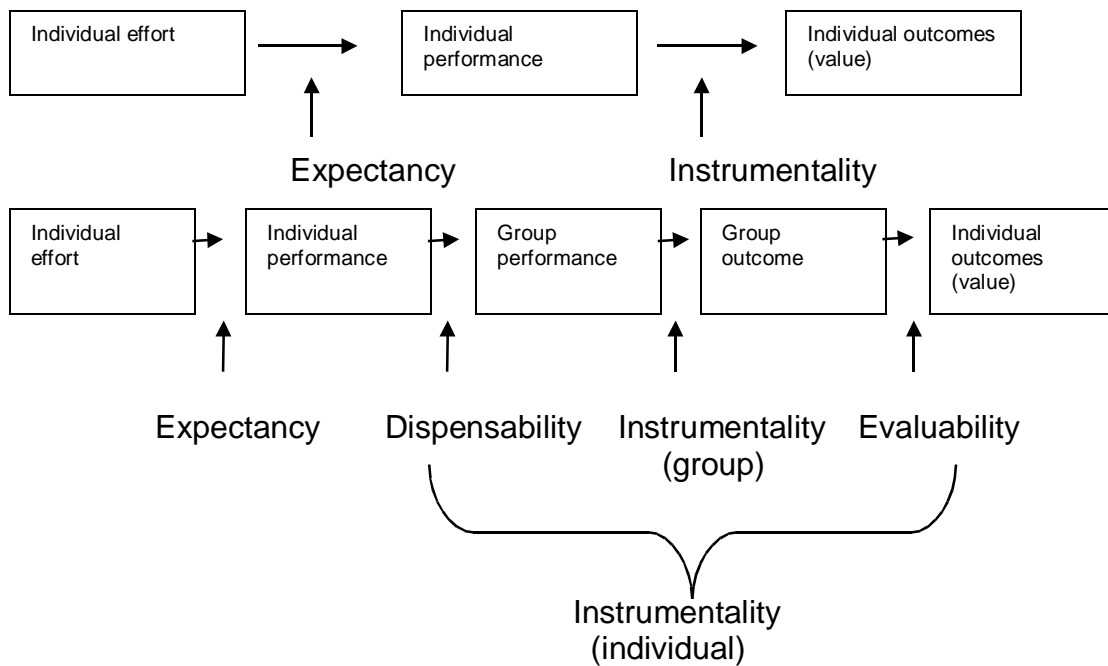 Individual effort
Individual
performance
Individual outcomes
(value)
Expectancy
Instrumentality
Individual
effort
Individual
performance
Group
performance
Group
outcome
Individual
outcomes
(value)
Expectancy
Dispensability
Instrumentality
(group)
Evaluability
Instrumentality
(individual)